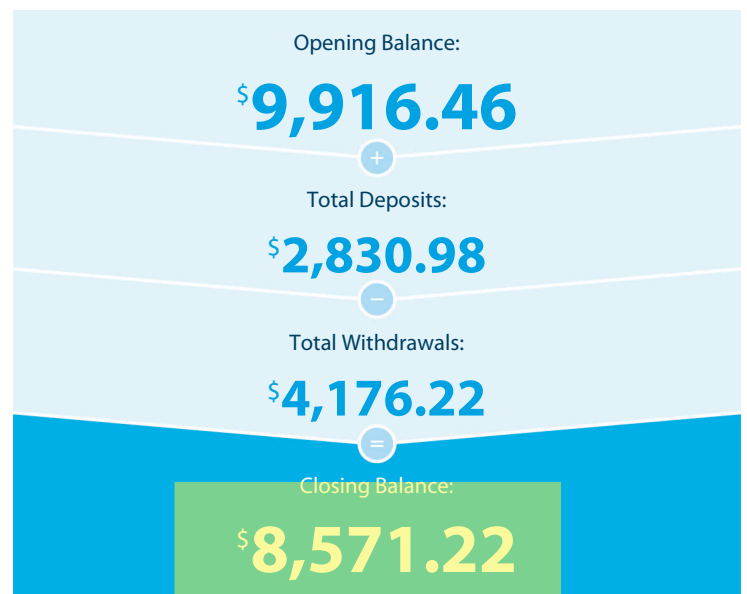 Opening Balance:
$9,916.46
+
Total Deposits:
$2,830.98
−
Total Withdrawals:
$4,176.22
=
Closing Balance:
$8,571.22